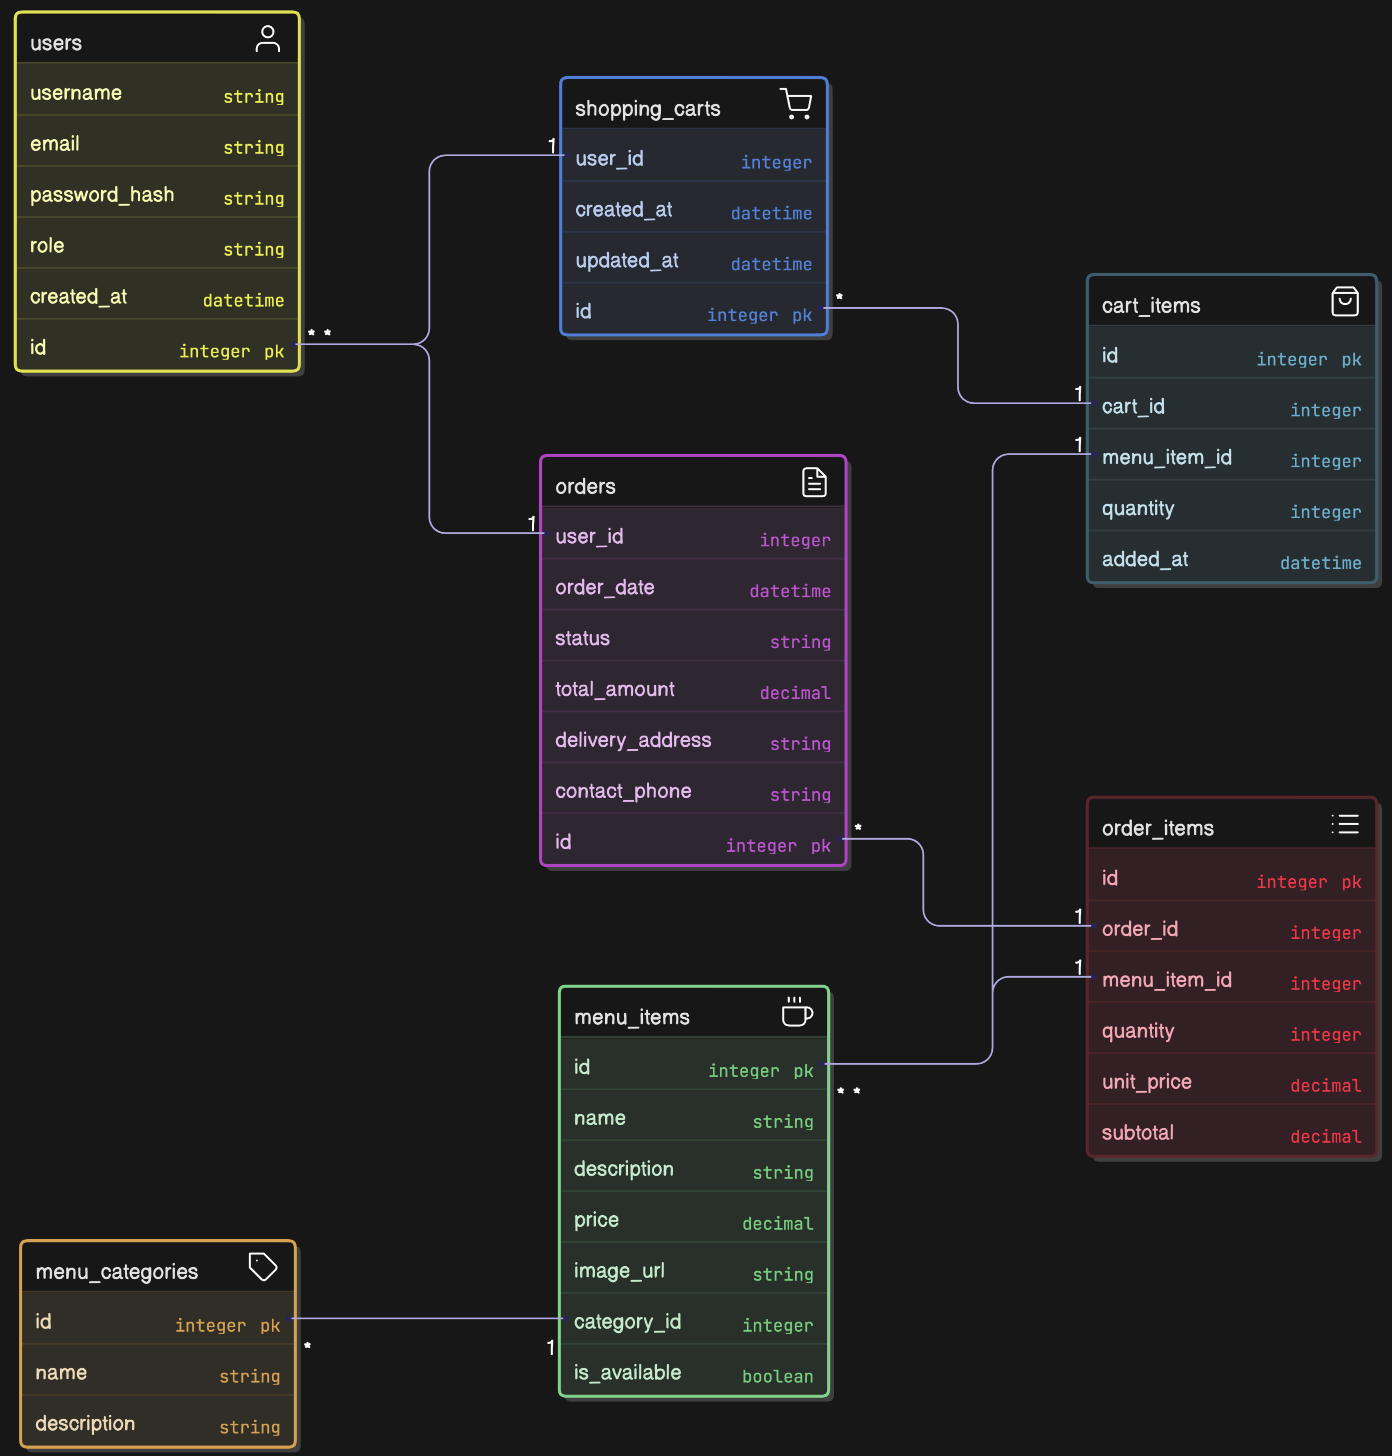 users
username string
email string
password_hash string
role string
created_at datetime
id integer pk
* *
shopping_carts
1
user_id integer
created_at datetime
updated_at datetime
id integer pk
*
cart_items
id integer pk
1
cart_id integer
1
menu_item_id integer
quantity integer
added_at datetime
orders
1
user_id integer
order_date datetime
status string
total_amount decimal
delivery_address string
contact_phone string
id integer pk
*
order_items
id integer pk
1
order_id integer
1
menu_item_id integer
quantity integer
unit_price decimal
subtotal decimal
menu_items
id integer pk
* *
name string
description string
price decimal
image_url string
category_id integer
1
is_available boolean
menu_categories
id integer pk
*
name string
description string